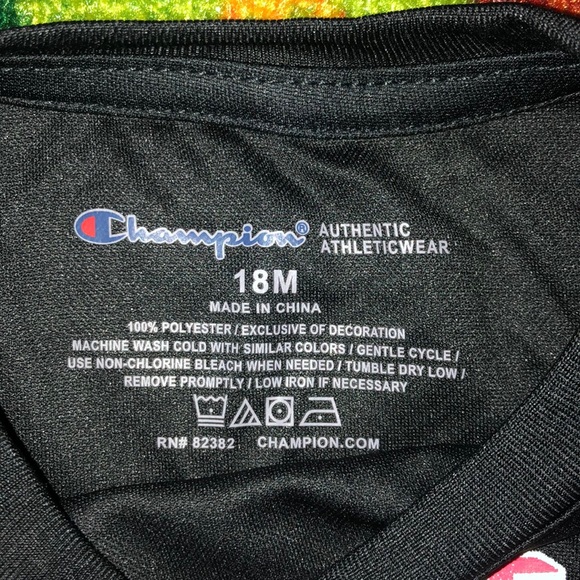 Champion® AUTHENTIC
ATHLETICWEAR
18M
MADE IN CHINA
100% POLYESTER / EXCLUSIVE OF DECORATION
MACHINE WASH COLD WITH SIMILAR COLORS / GENTLE CYCLE /
USE NON-CHLORINE BLEACH WHEN NEEDED / TUMBLE DRY LOW /
REMOVE PROMPTLY / LOW IRON IF NECESSARY
RN# 82382 CHAMPION.COM